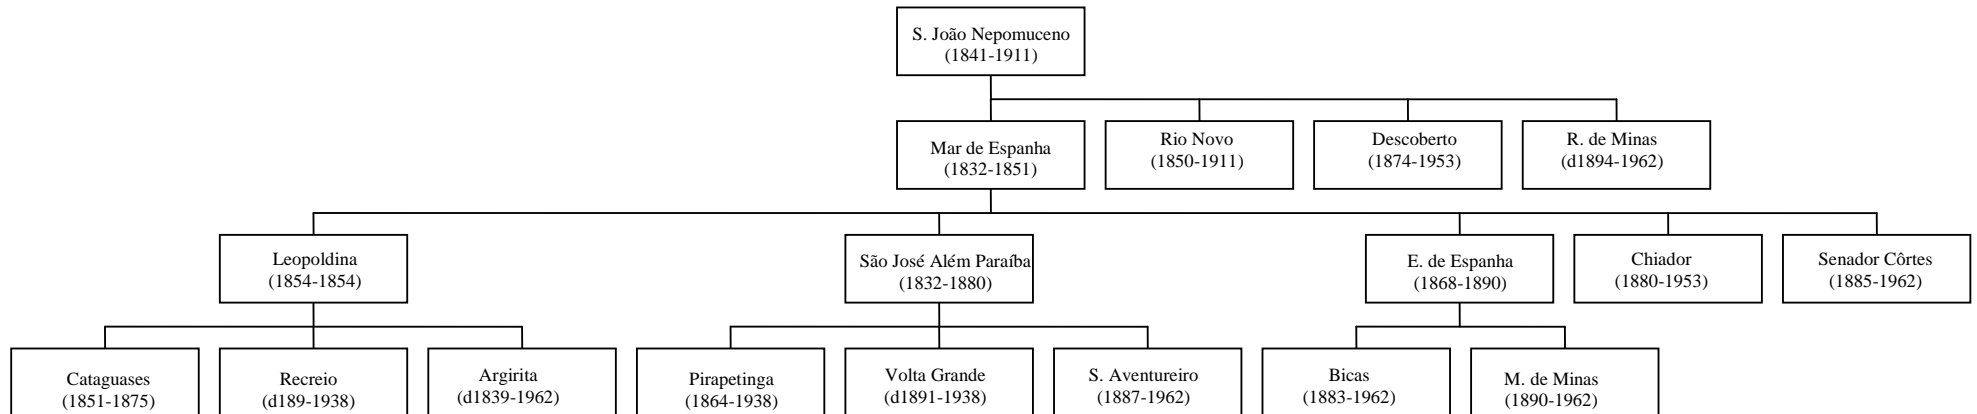 S. João Nepomuceno
(1841-1911)
Mar de Espanha
(1832-1851)
Rio Novo
(1850-1911)
Descoberto
(1874-1953)
R. de Minas
(d1894-1962)
Leopoldina
(1854-1854)
São José Além Paraíba
(1832-1880)
E. de Espanha
(1868-1890)
Chiador
(1880-1953)
Senador Côrtes
(1885-1962)
Cataguases
(1851-1875)
Recreio
(d189-1938)
Argirita
(d1839-1962)
Pirapetinga
(1864-1938)
Volta Grande
(d1891-1938)
S. Aventureiro
(1887-1962)
Bicas
(1883-1962)
M. de Minas
(1890-1962)